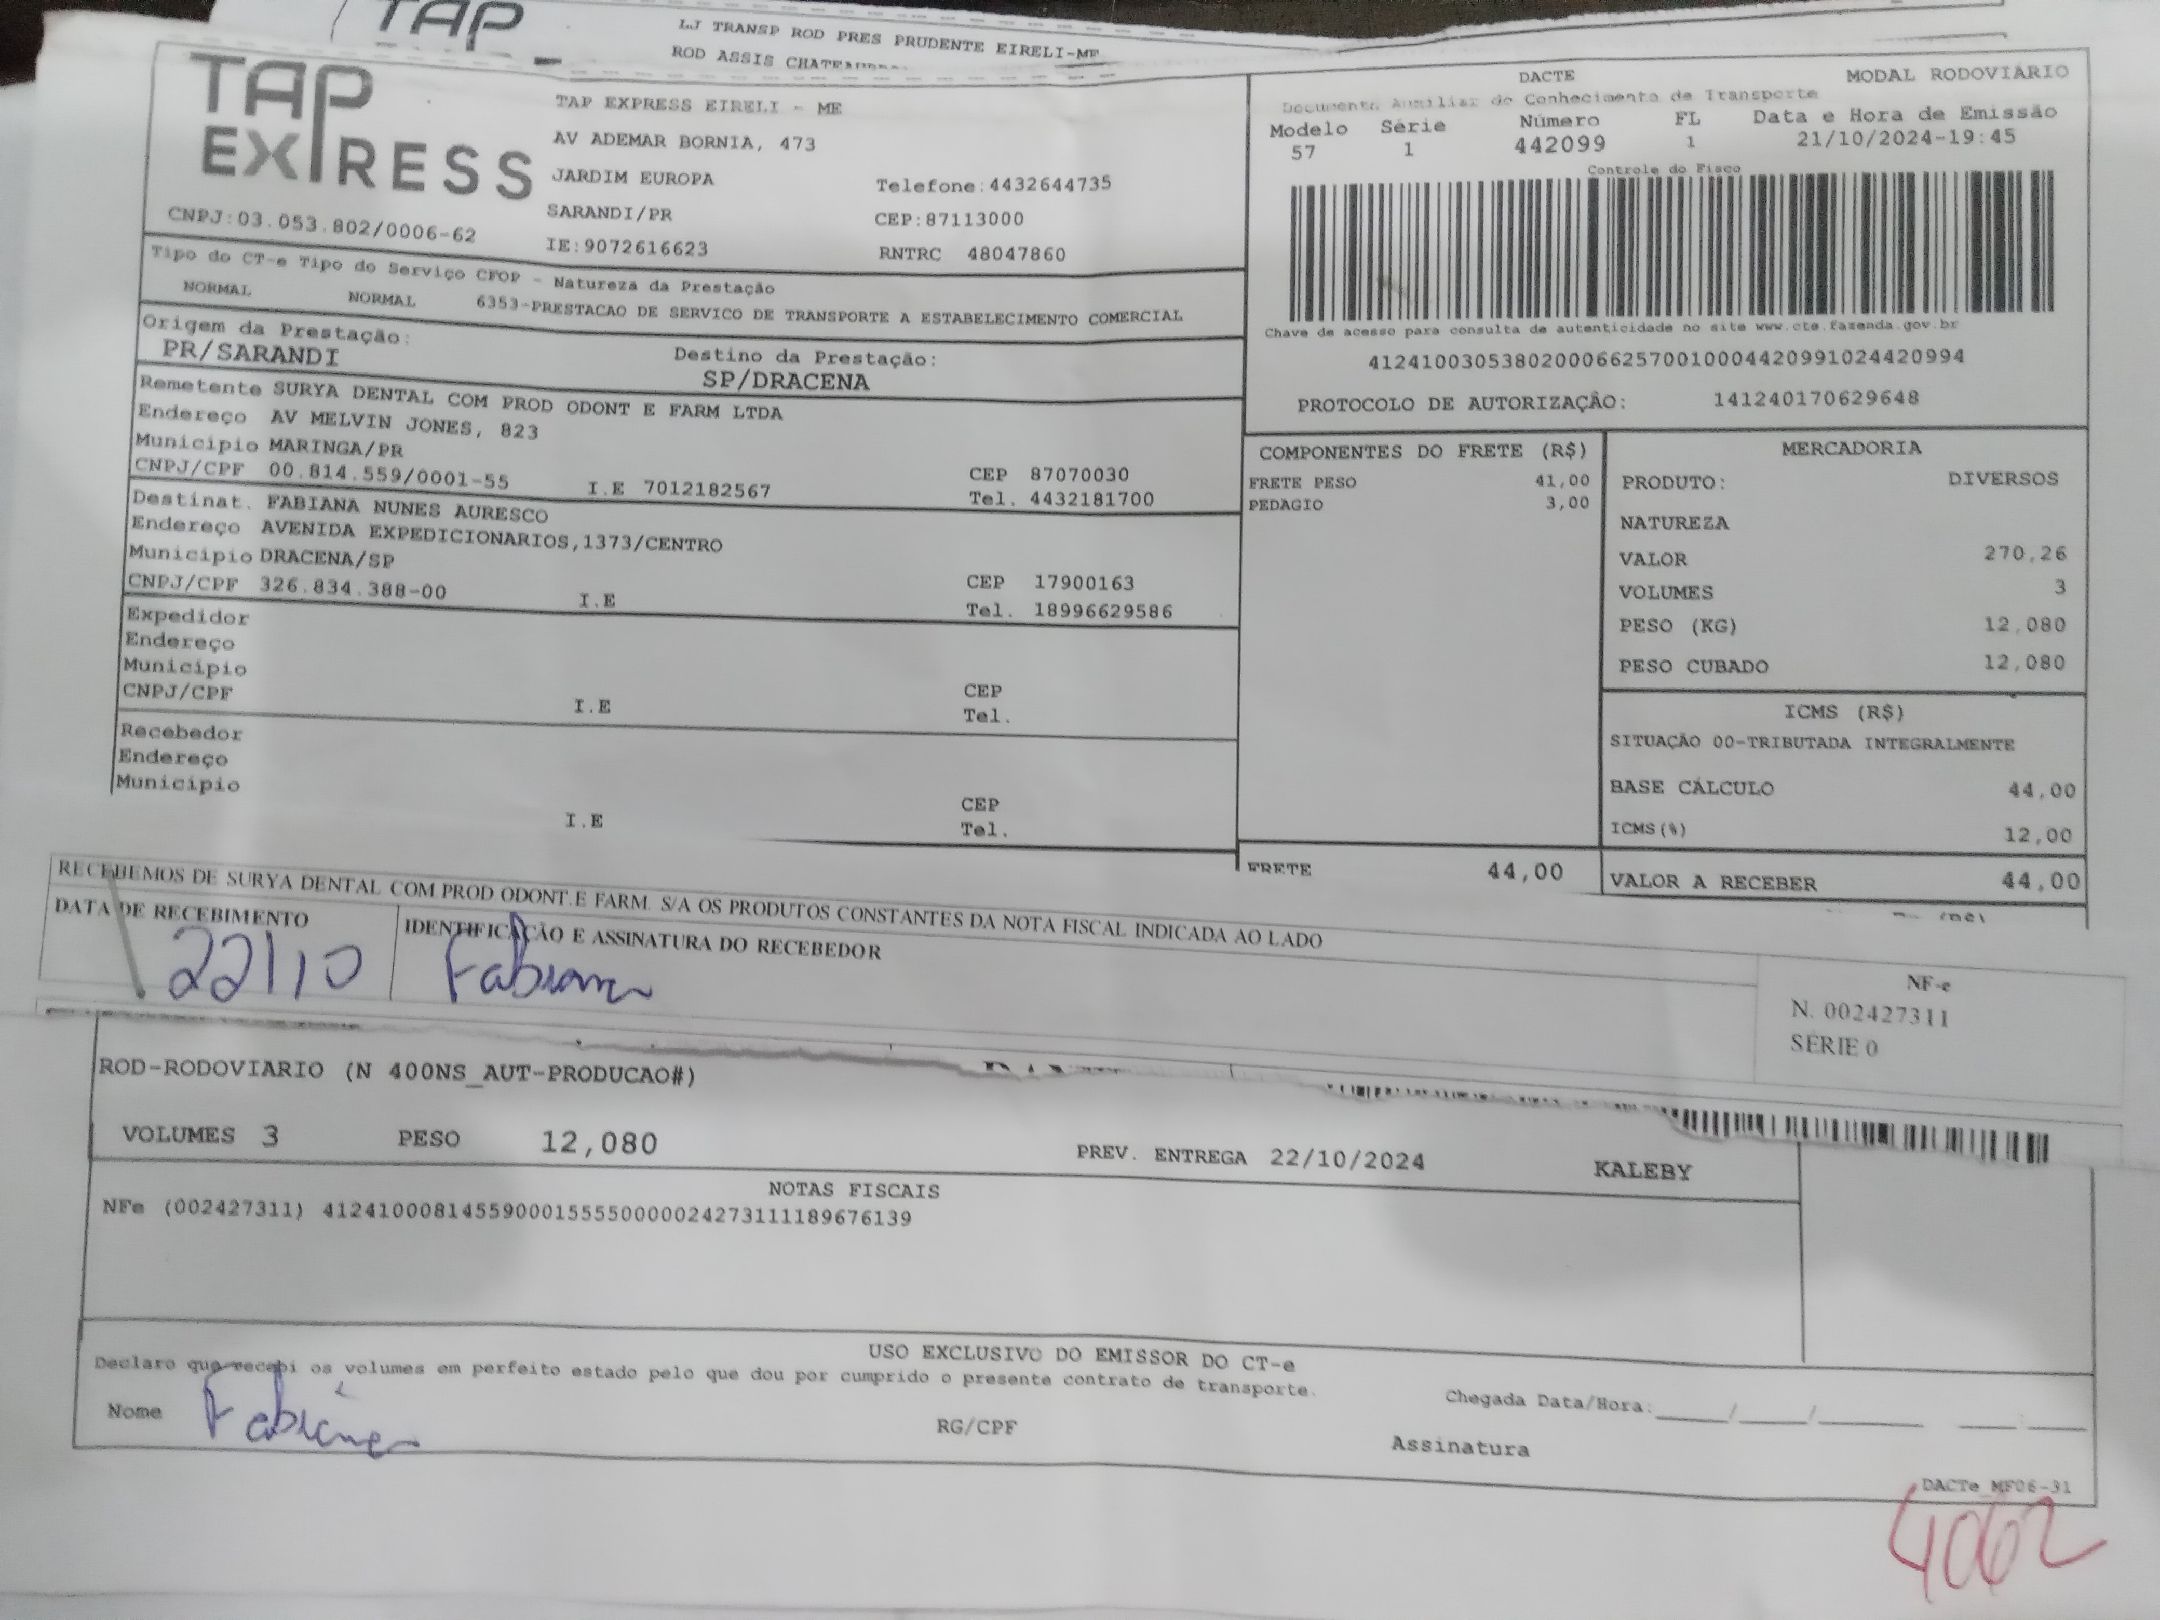 TAP
LJ TRANSP ROD PRES PRUDENTE EIRELI-ME
ROD ASSIS
TAP EXPRESS
CNPJ:03.053.802/0006-62
TAP EXPRESS EIRELI - ME
AV ADEMAR BORNIA, 473
JARDIM EUROPA
Telefone:4432644735
SARANDI/PR
CEP:87113000
IE:9072616623
RNTRC 48047860
DACTE
MODAL RODOVIÁRIO
Documento Auxiliar do Conhecimento de Transporte
Modelo Série Número FL Data e Hora de Emissão
57 1 442099 1 21/10/2024-19:45
Controle do Fisco
Chave de acesso para consulta de autenticidade no site www.cte.fazenda.gov.br
41241003053802000662570010004420991024420994
PROTOCOLO DE AUTORIZAÇÃO: 141240170629648
Tipo do CT-e Tipo do Serviço CFOP - Natureza da Prestação
NORMAL NORMAL 6353-PRESTACAO DE SERVICO DE TRANSPORTE A ESTABELECIMENTO COMERCIAL
Origem da Prestação: Destino da Prestação:
PR/SARANDI SP/DRACENA
Remetente SURYA DENTAL COM PROD ODONT E FARM LTDA
Endereço AV MELVIN JONES, 823
Município MARINGA/PR CEP 87070030
CNPJ/CPF 00.814.559/0001-55 I.E 7012182567 Tel. 4432181700
Destinat. FABIANA NUNES AURESCO
Endereço AVENIDA EXPEDICIONARIOS,1373/CENTRO
Município DRACENA/SP CEP 17900163
CNPJ/CPF 326.834.388-00 I.E Tel. 18996629586
Expedidor
Endereço
Município CEP
CNPJ/CPF I.E Tel.
Recebedor
Endereço
Município CEP
I.E Tel.
COMPONENTES DO FRETE (R$)
FRETE PESO 41,00
PEDAGIO 3,00
FRETE 44,00
MERCADORIA
PRODUTO: DIVERSOS
NATUREZA
VALOR 270,26
VOLUMES 3
PESO (KG) 12,080
PESO CUBADO 12,080
ICMS (R$)
SITUAÇÃO 00-TRIBUTADA INTEGRALMENTE
BASE CÁLCULO 44,00
ICMS(%) 12,00
VALOR A RECEBER 44,00
RECEBEMOS DE SURYA DENTAL COM PROD ODONT.E FARM. S/A OS PRODUTOS CONSTANTES DA NOTA FISCAL INDICADA AO LADO
DATA DE RECEBIMENTO IDENTIFICAÇÃO E ASSINATURA DO RECEBEDOR
22/10 Fabiana
NF-e
N. 002427311
SÉRIE 0
ROD-RODOVIARIO (N 400NS_AUT-PRODUCAO#)
VOLUMES 3 PESO 12,080 PREV. ENTREGA 22/10/2024 KALEBY
NOTAS FISCAIS
NFe (002427311) 41241000814559000155550000024273111189676139
USO EXCLUSIVO DO EMISSOR DO CT-e
Declaro que recebi os volumes em perfeito estado pelo que dou por cumprido o presente contrato de transporte.
Chegada Data/Hora:____/____/______ ____:____
Nome Fabiana RG/CPF Assinatura
DACTe_MF06-31
4062